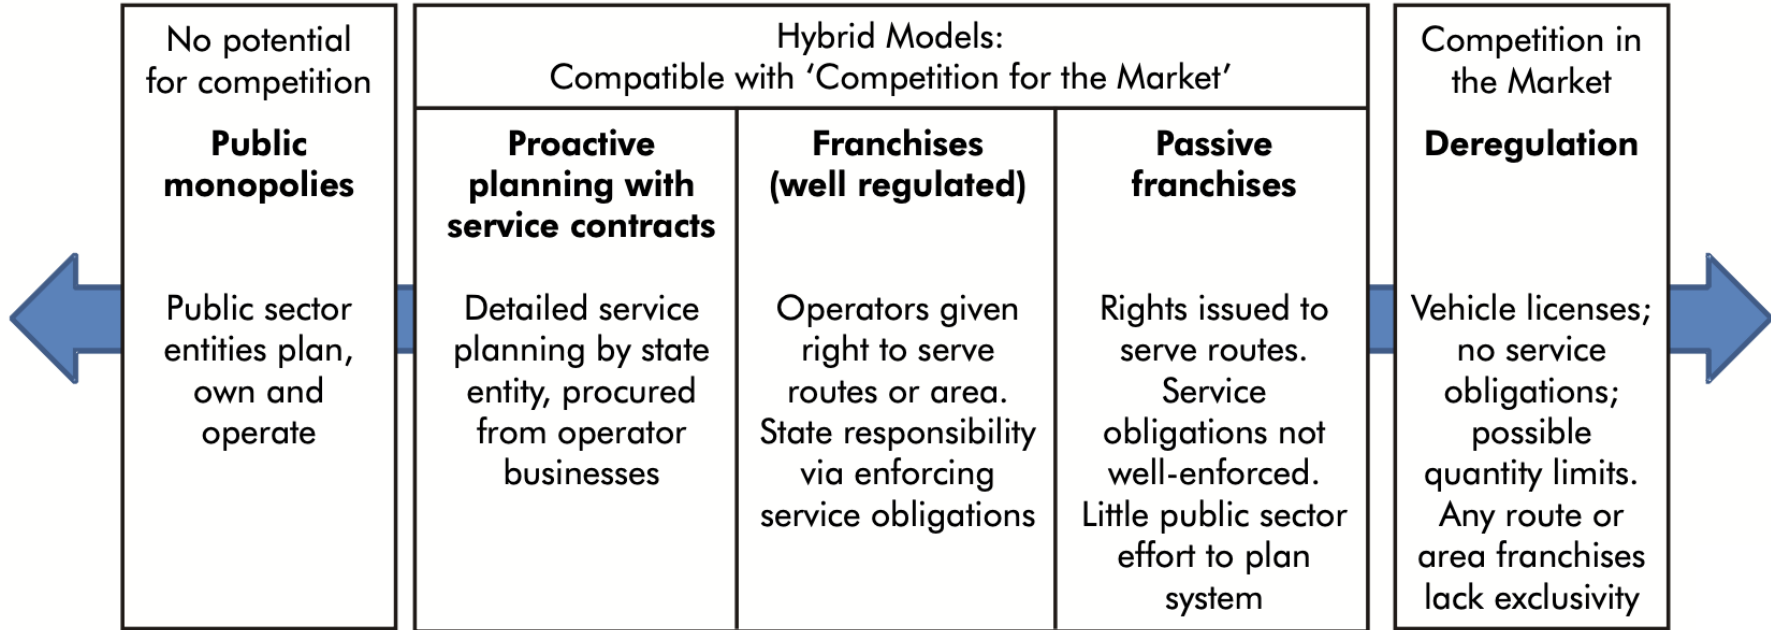 No potential
for competition
Public
monopolies
Public sector
entities plan,
own and
operate
Hybrid Models:
Compatible with ‘Competition for the Market’
Proactive
planning with
service contracts
Detailed service
planning by state
entity, procured
from operator
businesses
Franchises
(well regulated)
Operators given
right to serve
routes or area.
State responsibility
via enforcing
service obligations
Passive
franchises
Rights issued to
serve routes.
Service
obligations not
well-enforced.
Little public sector
effort to plan
system
Competition in
the Market
Deregulation
Vehicle licenses;
no service
obligations;
possible
quantity limits.
Any route or
area franchises
lack exclusivity